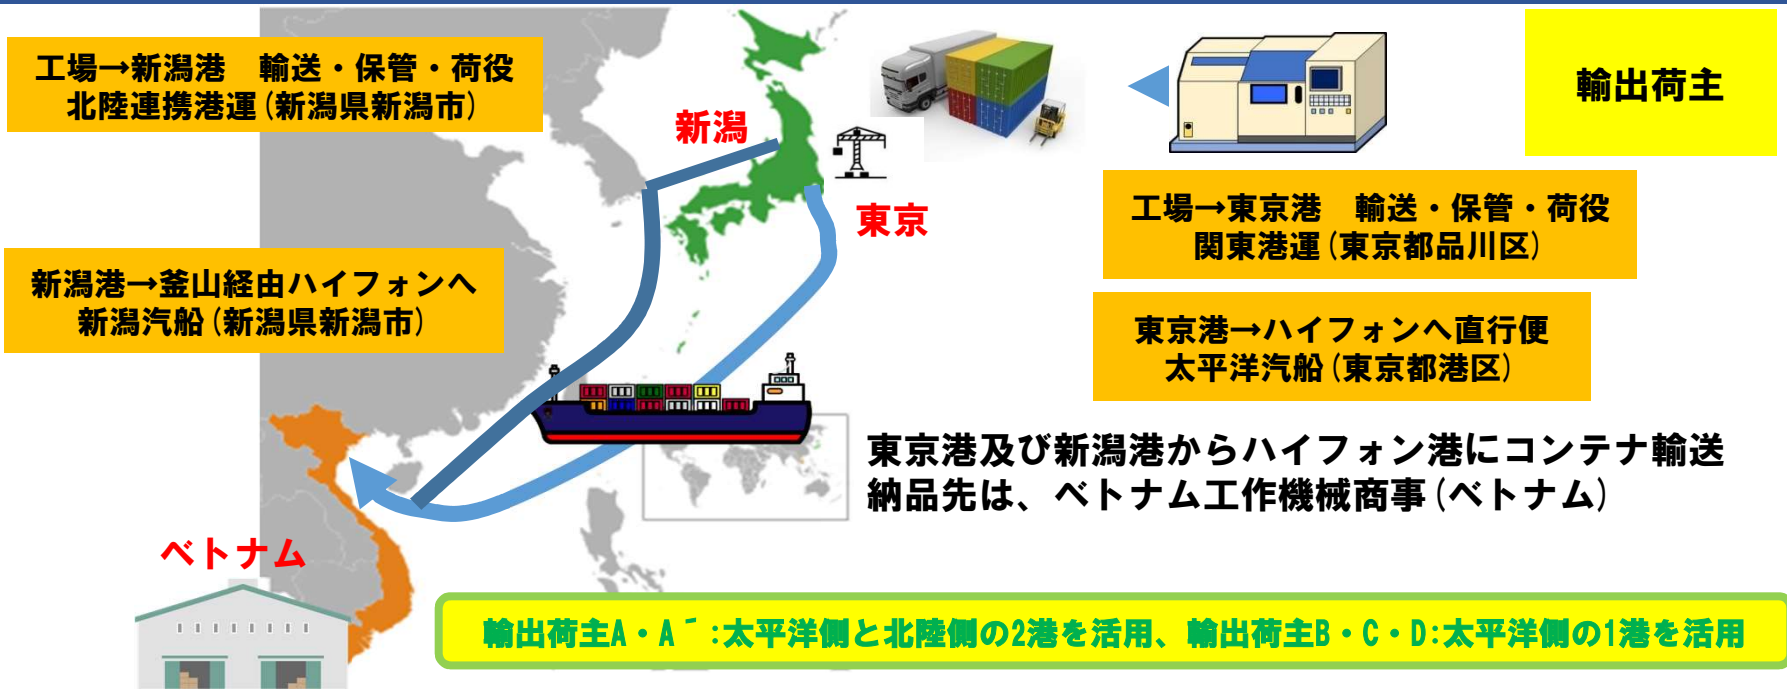 工場→新潟港　輸送・保管・荷役
北陸連携港運(新潟県新潟市)
新潟
東京
輸出荷主
工場→東京港　輸送・保管・荷役
関東港運(東京都品川区)
新潟港→釜山経由ハイフォンへ
新潟汽船(新潟県新潟市)
東京港→ハイフォンへ直行便
太平洋汽船(東京都港区)
東京港及び新潟港からハイフォン港にコンテナ輸送
納品先は、ベトナム工作機械商事(ベトナム)
ベトナム
輸出荷主A・A´:太平洋側と北陸側の2港を活用、輸出荷主B・C・D:太平洋側の1港を活用